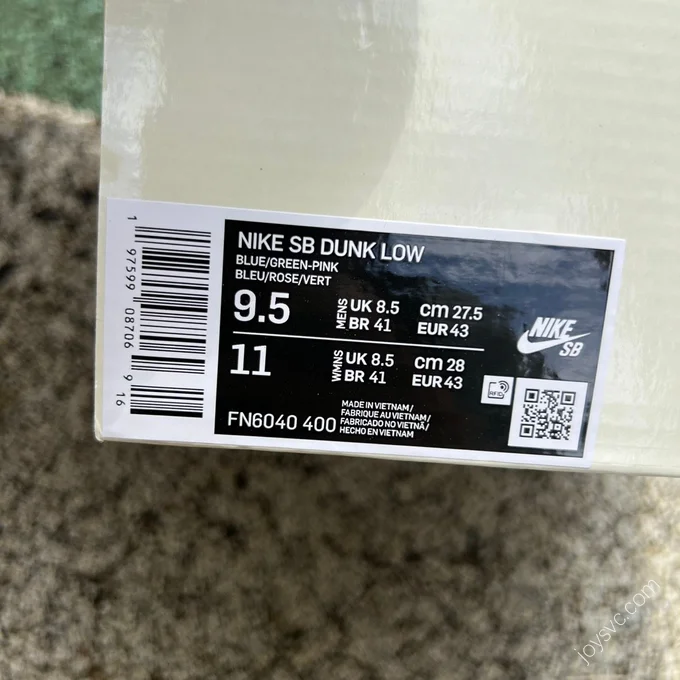 NIKE SB DUNK LOW
BLUE/GREEN-PINK
BLEU/ROSE/VERT
9.5 MENS UK 8.5 cm 27.5
BR 41 EUR 43
11 WMNS UK 8.5 cm 28
BR 41 EUR 43
FN6040 400
MADE IN VIETNAM/
FABRIQUE AU VIETNAM/
FABRICADO NO VIETNÃ/
HECHO EN VIETNAM
NIKE
SB
RFID
1 97599 08706 9 16
joysvc.com